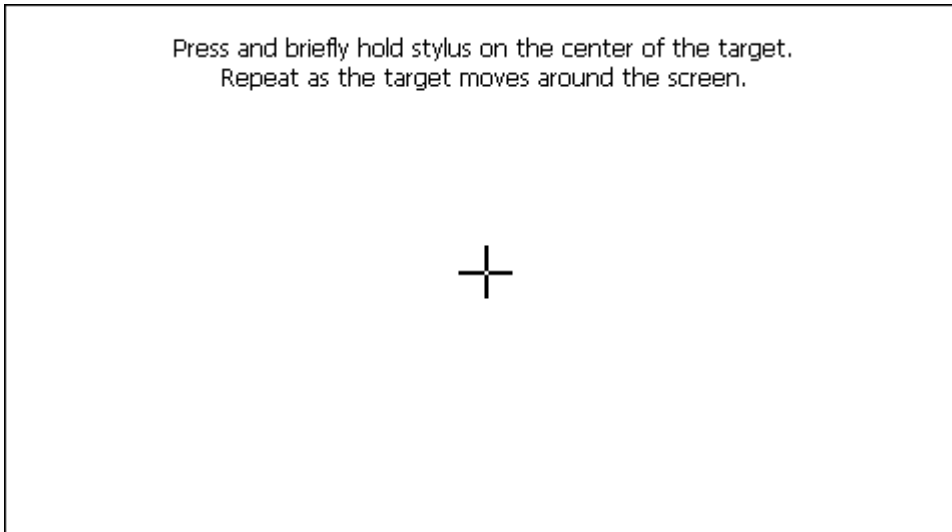 Press and briefly hold stylus on the center of the target.
Repeat as the target moves around the screen.